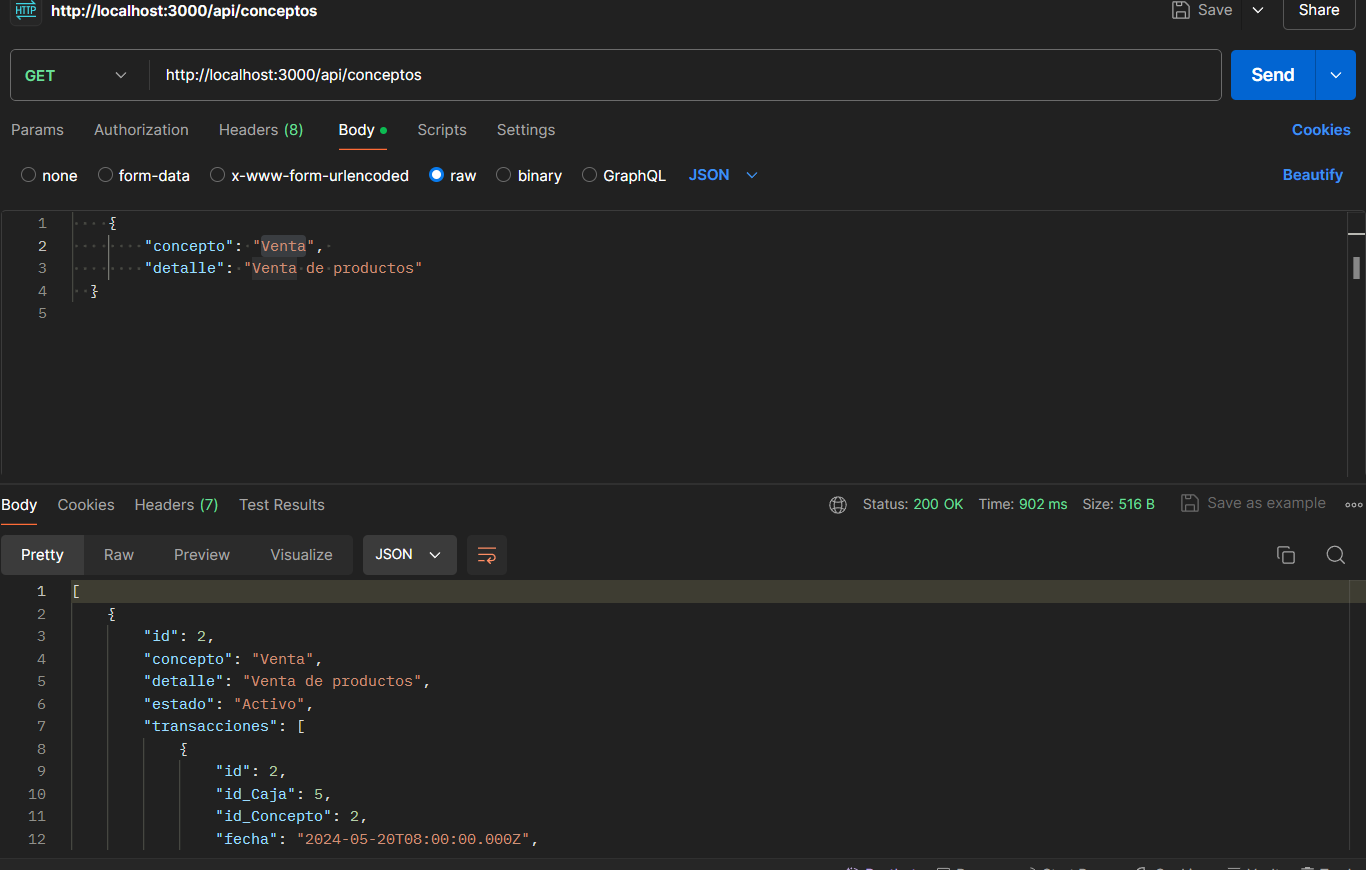 HTTP http://localhost:3000/api/conceptos Save Share
GET http://localhost:3000/api/conceptos Send
Params Authorization Headers (8) Body Scripts Settings Cookies
none form-data x-www-form-urlencoded raw binary GraphQL JSON Beautify
1 {
2 "concepto": "Venta",
3 "detalle": "Venta de productos"
4 }
5
Body Cookies Headers (7) Test Results Status: 200 OK Time: 902 ms Size: 516 B Save as example
Pretty Raw Preview Visualize JSON
1 [
2 {
3 "id": 2,
4 "concepto": "Venta",
5 "detalle": "Venta de productos",
6 "estado": "Activo",
7 "transacciones": [
8 {
9 "id": 2,
10 "id_Caja": 5,
11 "id_Concepto": 2,
12 "fecha": "2024-05-20T08:00:00.000Z",